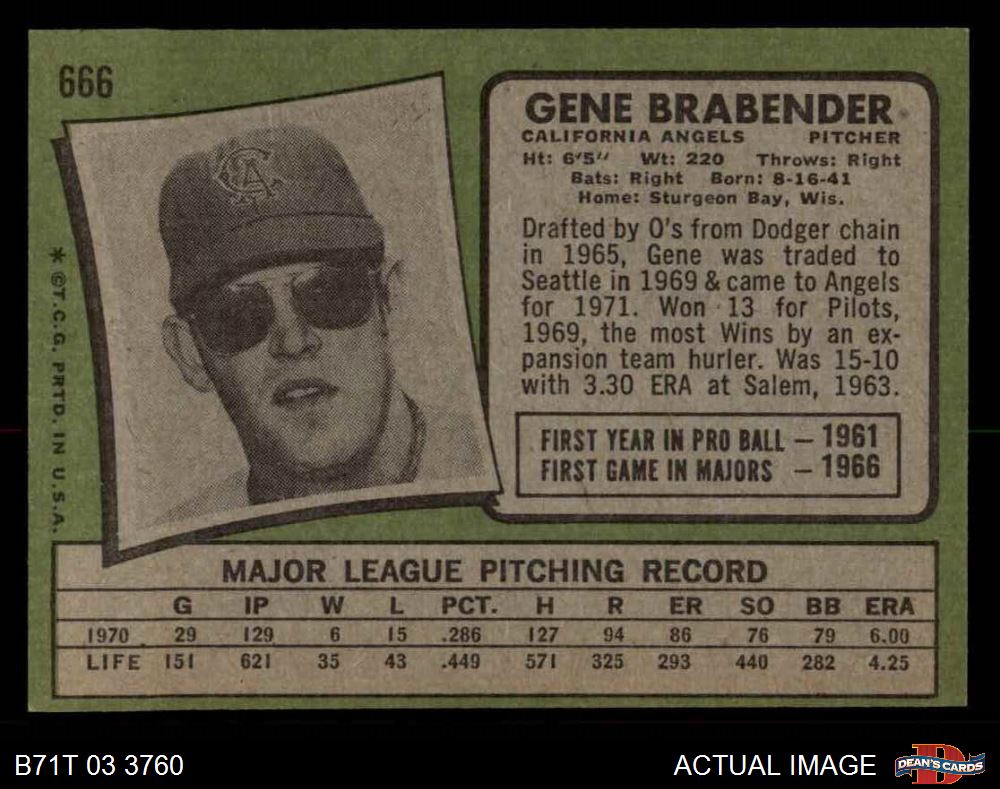 666
GENE BRABENDER
CALIFORNIA ANGELS PITCHER
Ht: 6'5" Wt: 220 Throws: Right
Bats: Right Born: 8-16-41
Home: Sturgeon Bay, Wis.
Drafted by O's from Dodger chain
in 1965, Gene was traded to
Seattle in 1969 & came to Angels
for 1971. Won 13 for Pilots,
1969, the most Wins by an ex-
pansion team hurler. Was 15-10
with 3.30 ERA at Salem, 1963.
FIRST YEAR IN PRO BALL – 1961
FIRST GAME IN MAJORS – 1966
CA
* ©T.C.G. PRTD. IN U.S.A.
MAJOR LEAGUE PITCHING RECORD
G IP W L PCT. H R ER SO BB ERA
1970 29 129 6 15 .286 127 94 86 76 79 6.00
LIFE 151 621 35 43 .449 571 325 293 440 282 4.25
B71T 03 3760 ACTUAL IMAGE D DEAN'S CARDS